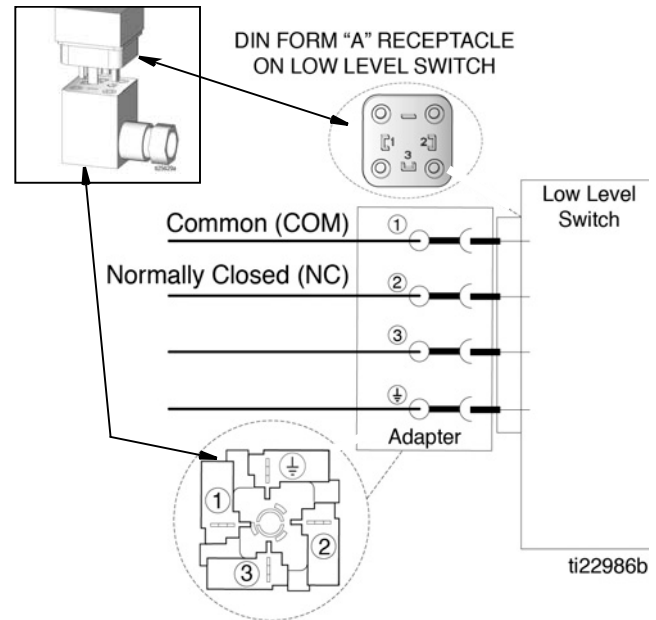 DIN FORM “A” RECEPTACLE
ON LOW LEVEL SWITCH
1
2
3
Low Level
Switch
Common (COM)
①
Normally Closed (NC)
②
③
⏚
Adapter
⏚
①
②
③
ti22986b